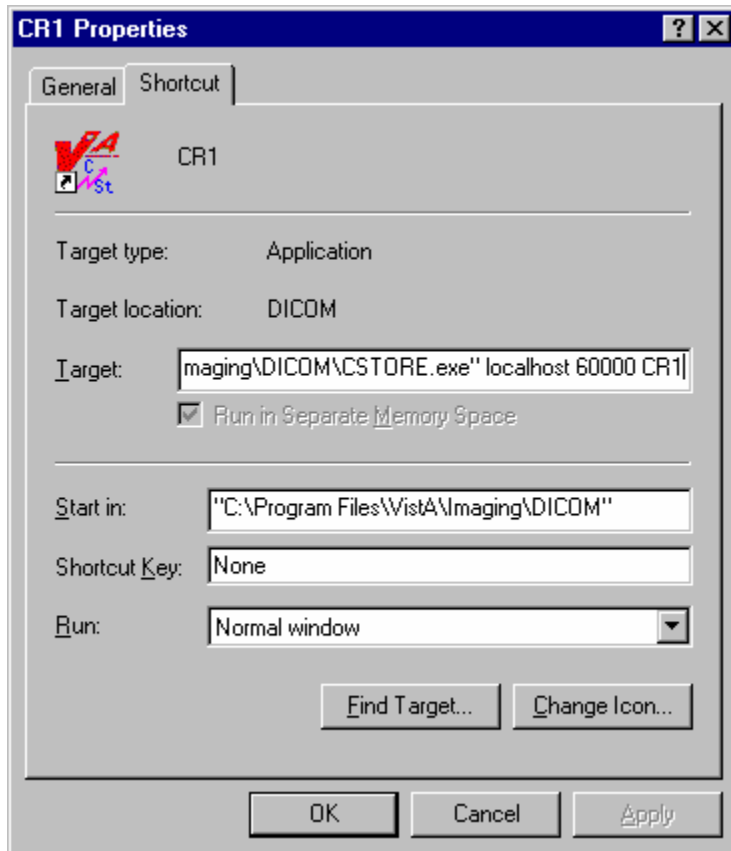 CR1 Properties
General Shortcut
VA
C
St
CR1
Target type: Application
Target location: DICOM
Target: maging\DICOM\CSTORE.exe" localhost 60000 CR1
Run in Separate Memory Space
Start in: "C:\Program Files\VistA\Imaging\DICOM"
Shortcut Key: None
Run: Normal window
Find Target... Change Icon...
OK Cancel Apply